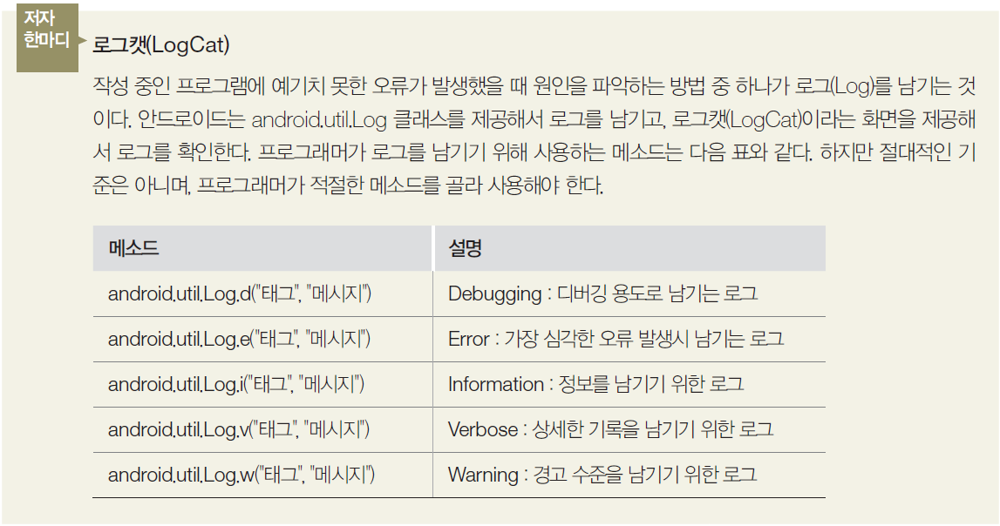 저자
한마디
로그캣(LogCat)
작성 중인 프로그램에 예기치 못한 오류가 발생했을 때 원인을 파악하는 방법 중 하나가 로그(Log)를 남기는 것
이다. 안드로이드는 android.util.Log 클래스를 제공해서 로그를 남기고, 로그캣(LogCat)이라는 화면을 제공해
서 로그를 확인한다. 프로그래머가 로그를 남기기 위해 사용하는 메소드는 다음 표와 같다. 하지만 절대적인 기
준은 아니며, 프로그래머가 적절한 메소드를 골라 사용해야 한다.
메소드 설명
android.util.Log.d("태그", "메시지") Debugging : 디버깅 용도로 남기는 로그
android.util.Log.e("태그", "메시지") Error : 가장 심각한 오류 발생시 남기는 로그
android.util.Log.i("태그", "메시지") Information : 정보를 남기기 위한 로그
android.util.Log.v("태그", "메시지") Verbose : 상세한 기록을 남기기 위한 로그
android.util.Log.w("태그", "메시지") Warning : 경고 수준을 남기기 위한 로그